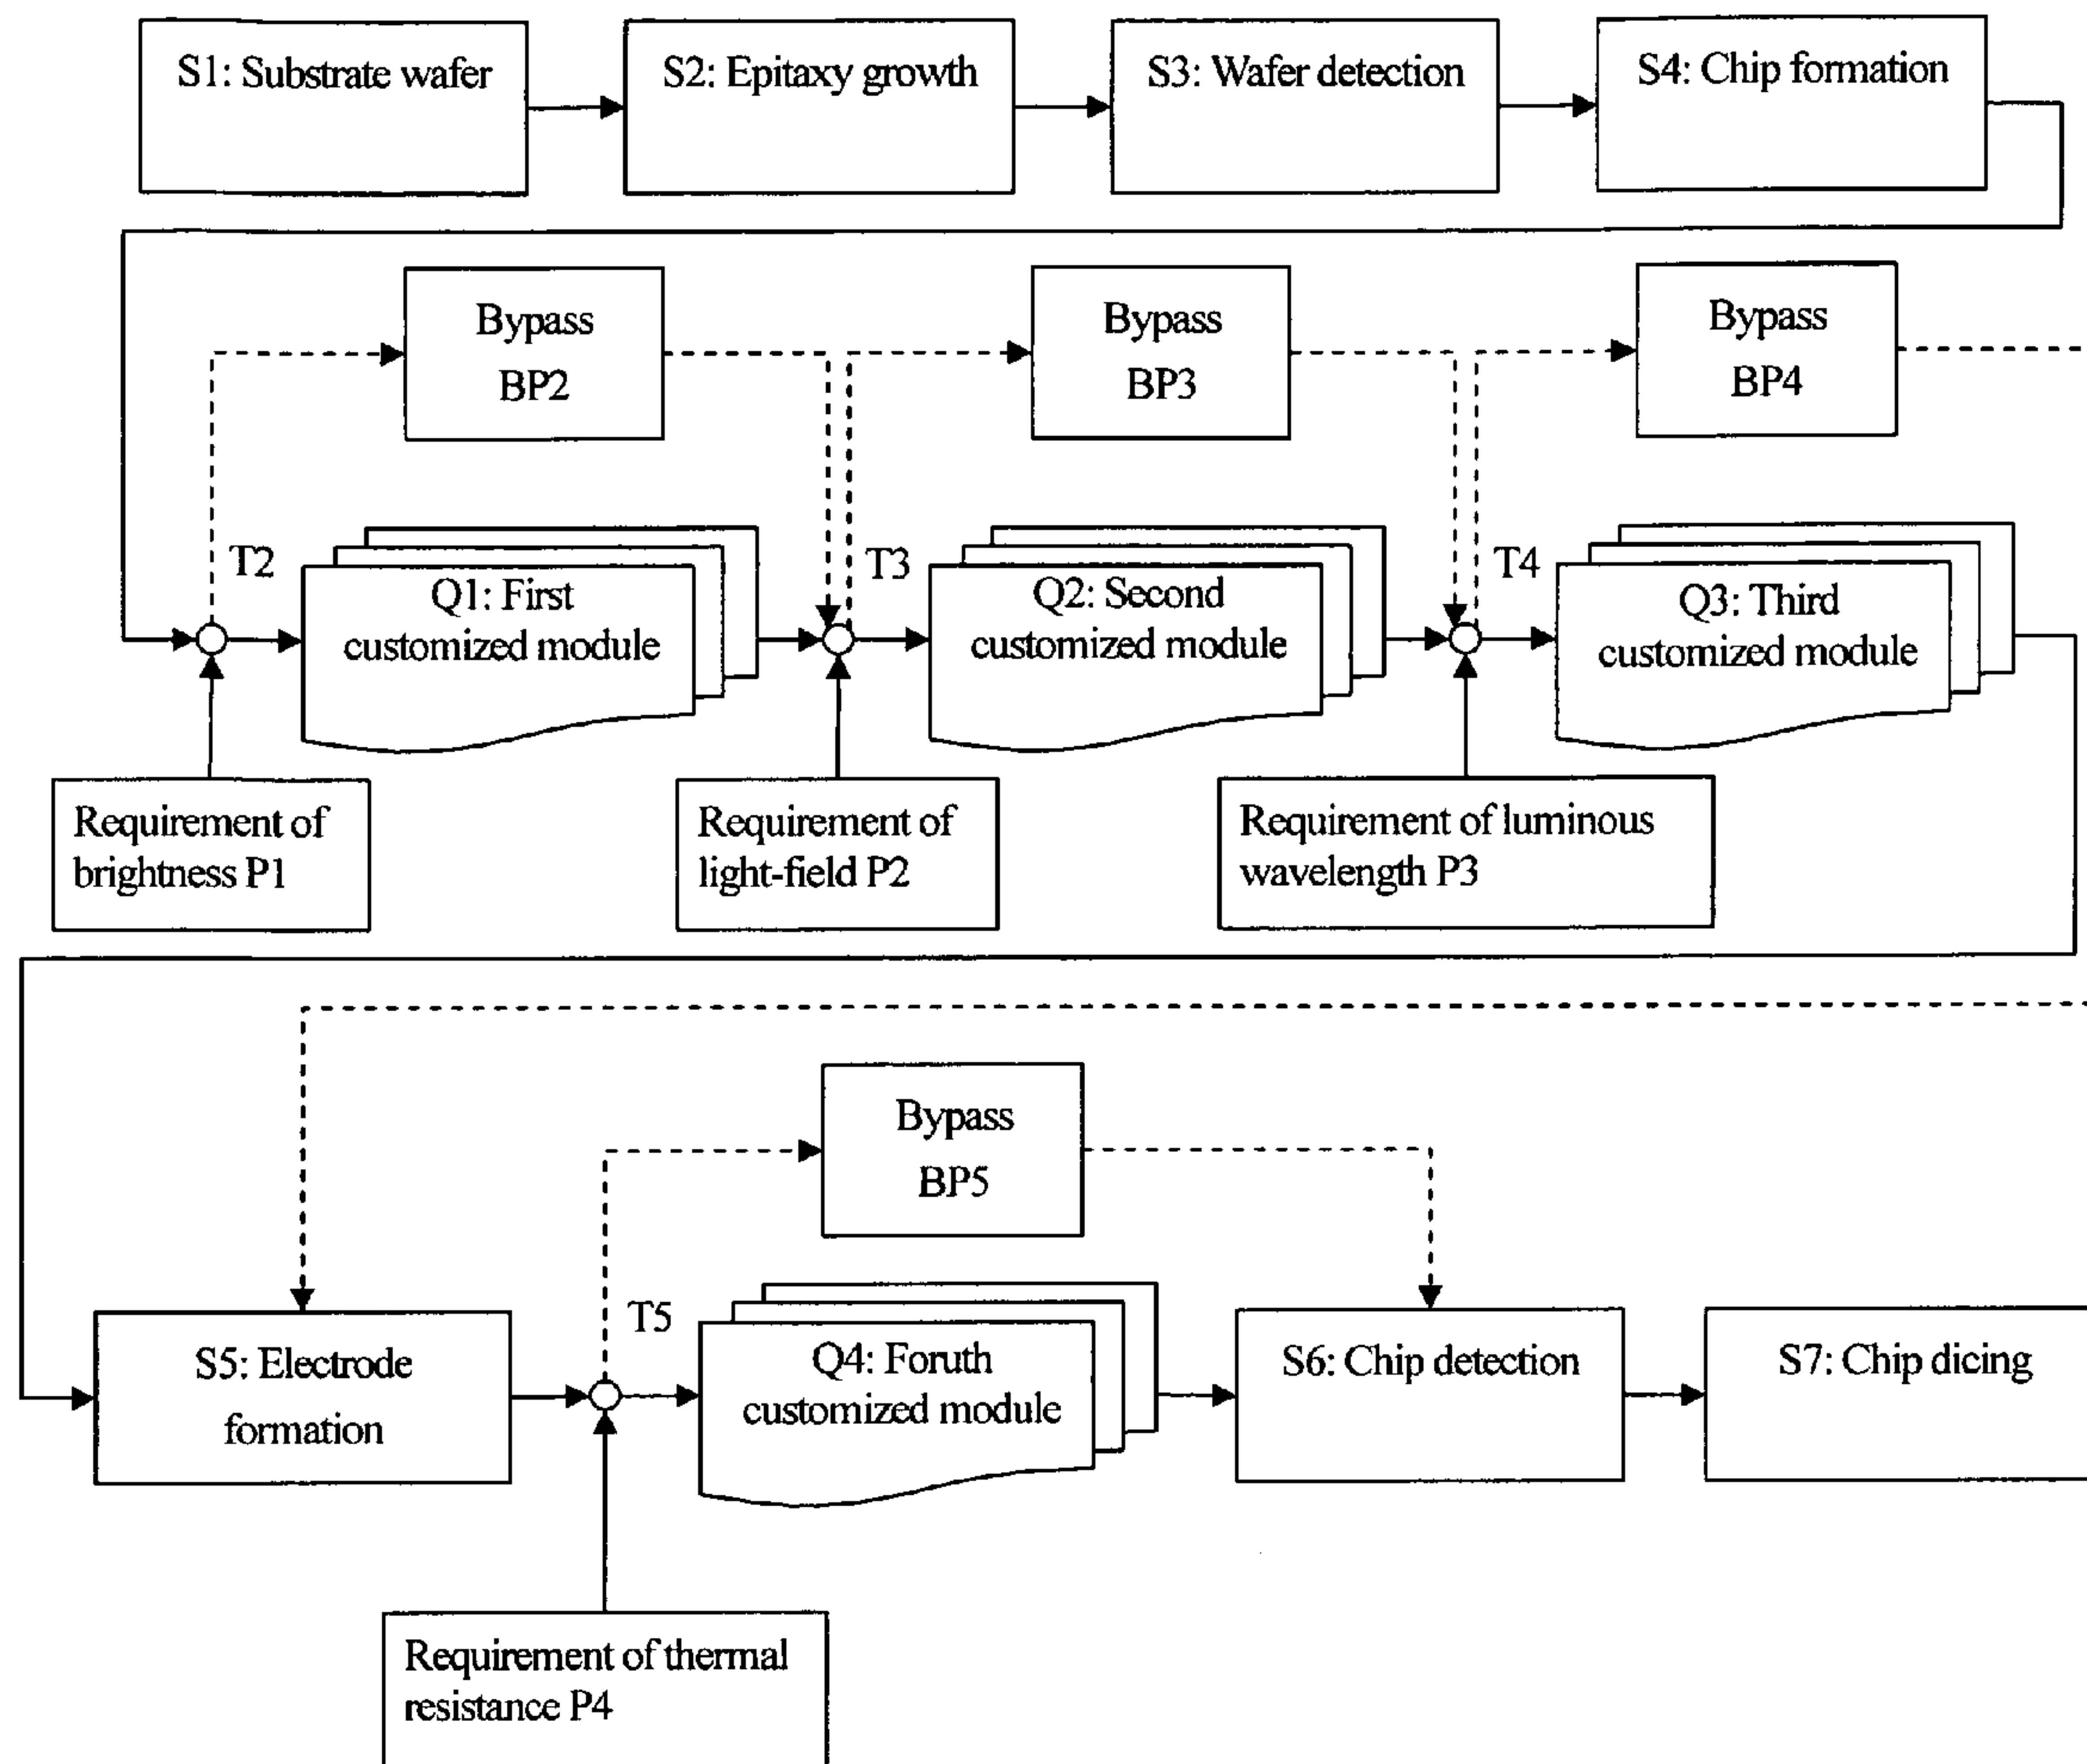 S1: Substrate wafer
S2: Epitaxy growth
S3: Wafer detection
S4: Chip formation
Bypass
BP2
Bypass
BP3
Bypass
BP4
T2
Q1: First
customized module
T3
Q2: Second
customized module
T4
Q3: Third
customized module
Requirement of
brightness P1
Requirement of
light-field P2
Requirement of luminous
wavelength P3
Bypass
BP5
S5: Electrode
formation
T5
Q4: Foruth
customized module
S6: Chip detection
S7: Chip dicing
Requirement of thermal
resistance P4